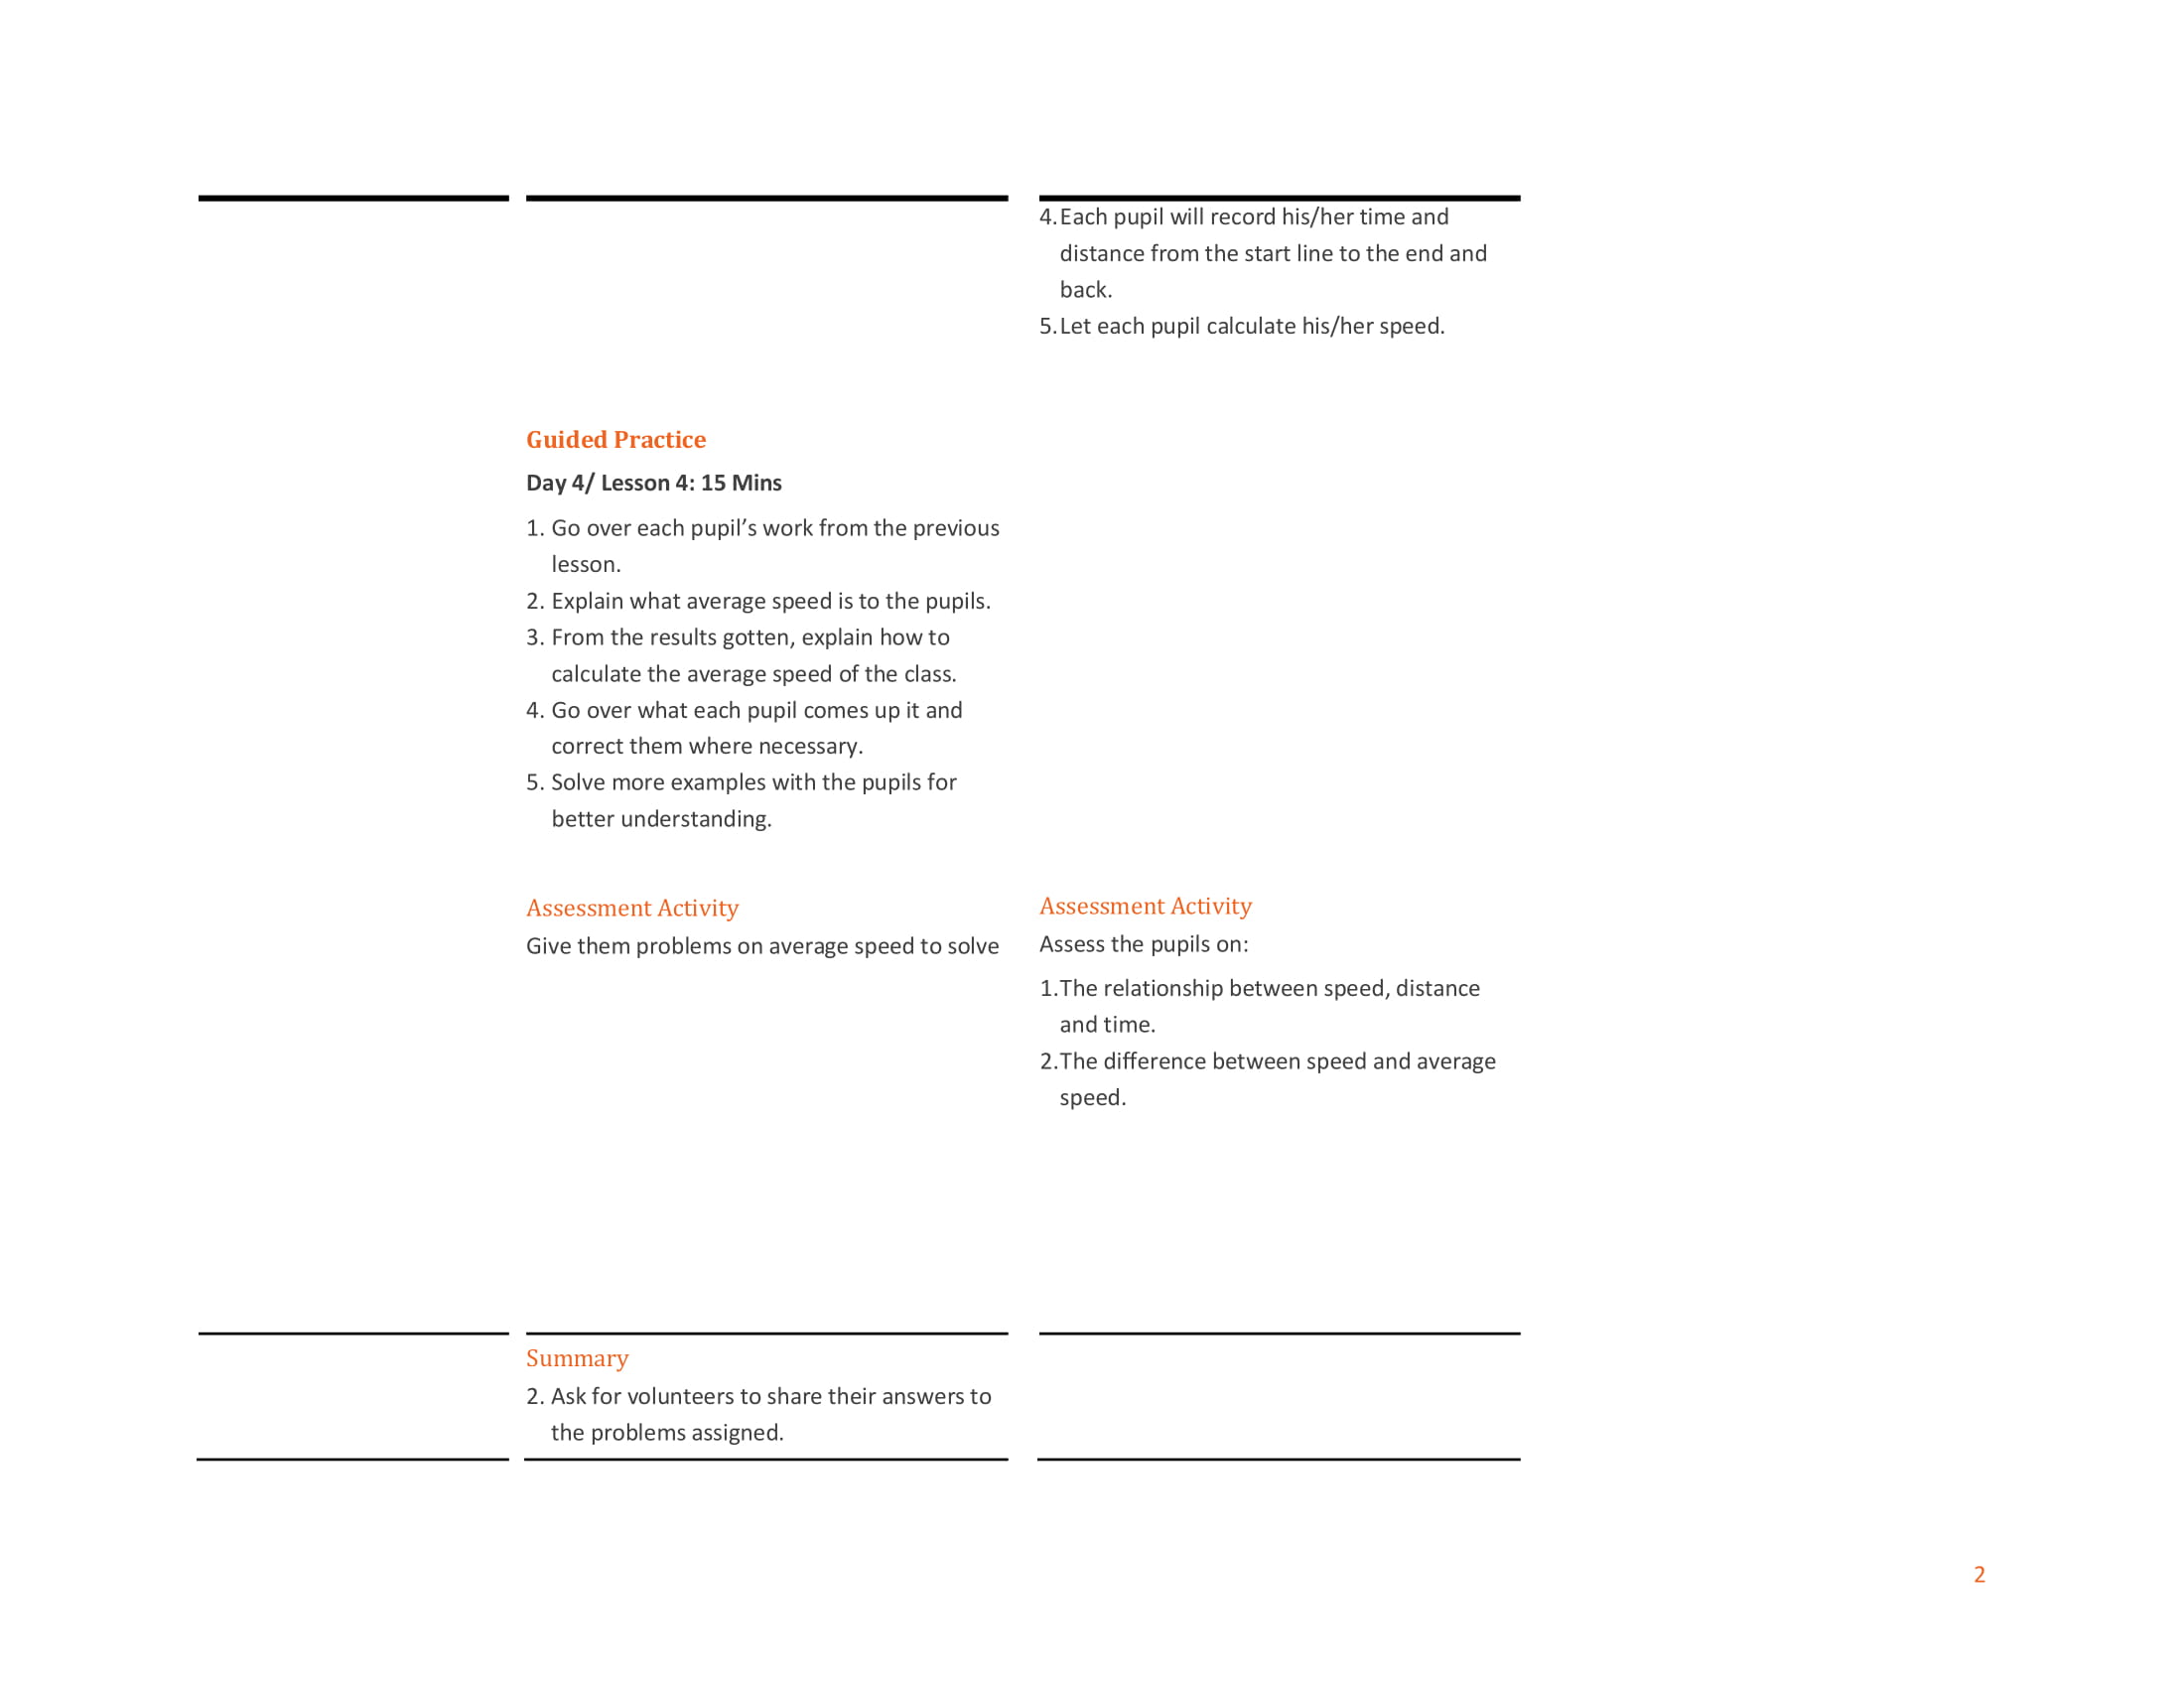 4. Each pupil will record his/her time and
distance from the start line to the end and
back.
5. Let each pupil calculate his/her speed.
Guided Practice
Day 4/ Lesson 4: 15 Mins
1. Go over each pupil’s work from the previous
lesson.
2. Explain what average speed is to the pupils.
3. From the results gotten, explain how to
calculate the average speed of the class.
4. Go over what each pupil comes up it and
correct them where necessary.
5. Solve more examples with the pupils for
better understanding.
Assessment Activity
Give them problems on average speed to solve
Assessment Activity
Assess the pupils on:
1. The relationship between speed, distance
and time.
2. The difference between speed and average
speed.
Summary
2. Ask for volunteers to share their answers to
the problems assigned.
2